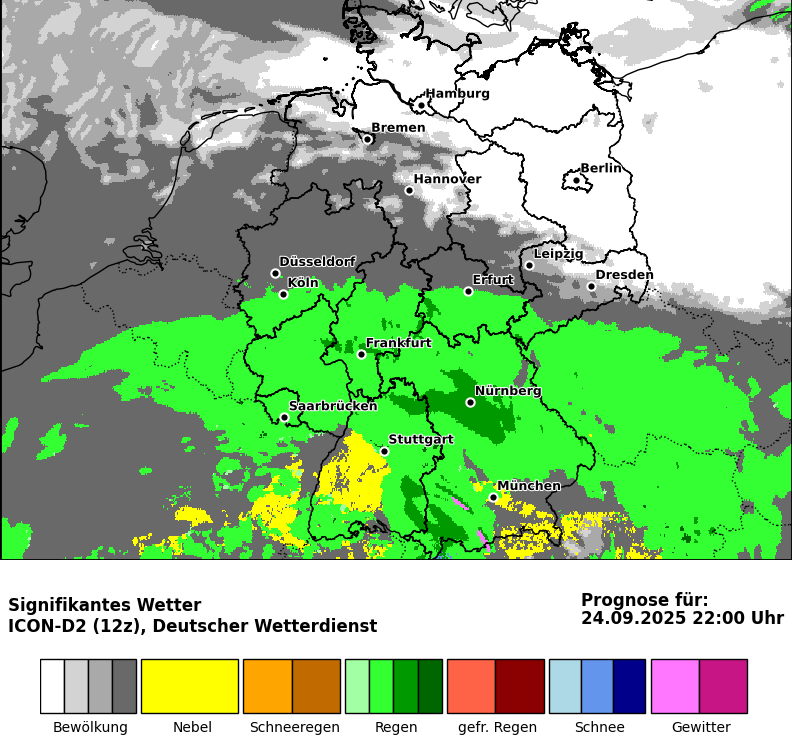 Hamburg
Bremen
Berlin
Hannover
Leipzig
Düsseldorf
Dresden
Köln
Erfurt
Frankfurt
Nürnberg
Saarbrücken
Stuttgart
München
Signifikantes Wetter
ICON-D2 (12z), Deutscher Wetterdienst
Prognose für:
24.09.2025 22:00 Uhr
Bewölkung
Nebel
Schneeregen
Regen
gefr. Regen
Schnee
Gewitter